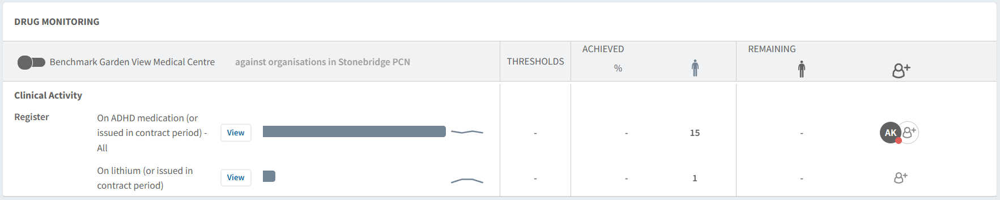 DRUG MONITORING
Benchmark Garden View Medical Centre against organisations in Stonebridge PCN
THRESHOLDS
ACHIEVED
%
REMAINING
Clinical Activity
Register
On ADHD medication (or
issued in contract period) -
All
View
-
-
15
-
AK
On lithium (or issued in
contract period)
View
-
-
1
-